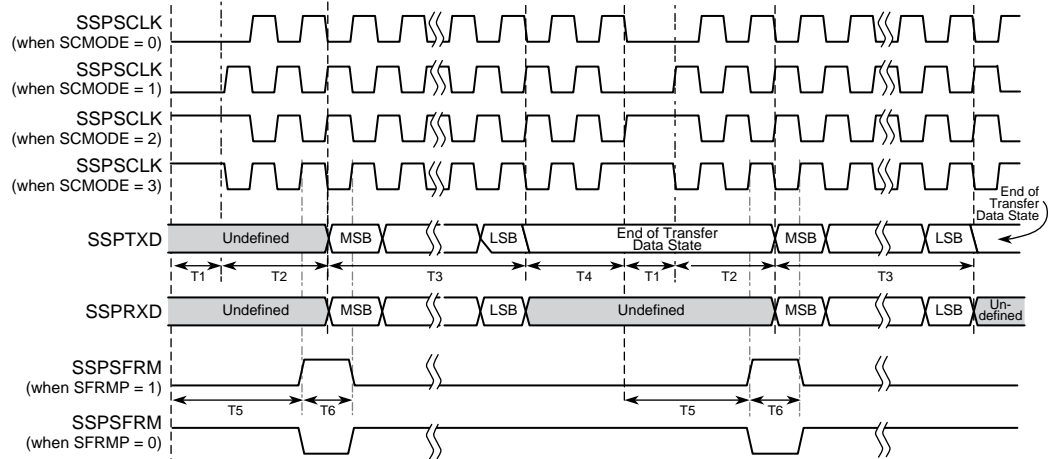 SSPSCLK
(when SCMODE = 0)
SSPSCLK
(when SCMODE = 1)
SSPSCLK
(when SCMODE = 2)
SSPSCLK
(when SCMODE = 3)
End of
Transfer
Data State
SSPTXD
Undefined
MSB
LSB
End of Transfer
Data State
MSB
LSB
T1
T2
T3
T4
T1
T2
T3
SSPRXD
Undefined
MSB
LSB
Undefined
MSB
LSB
Un-
defined
SSPSFRM
(when SFRMP = 1)
T5
T6
T5
T6
SSPSFRM
(when SFRMP = 0)